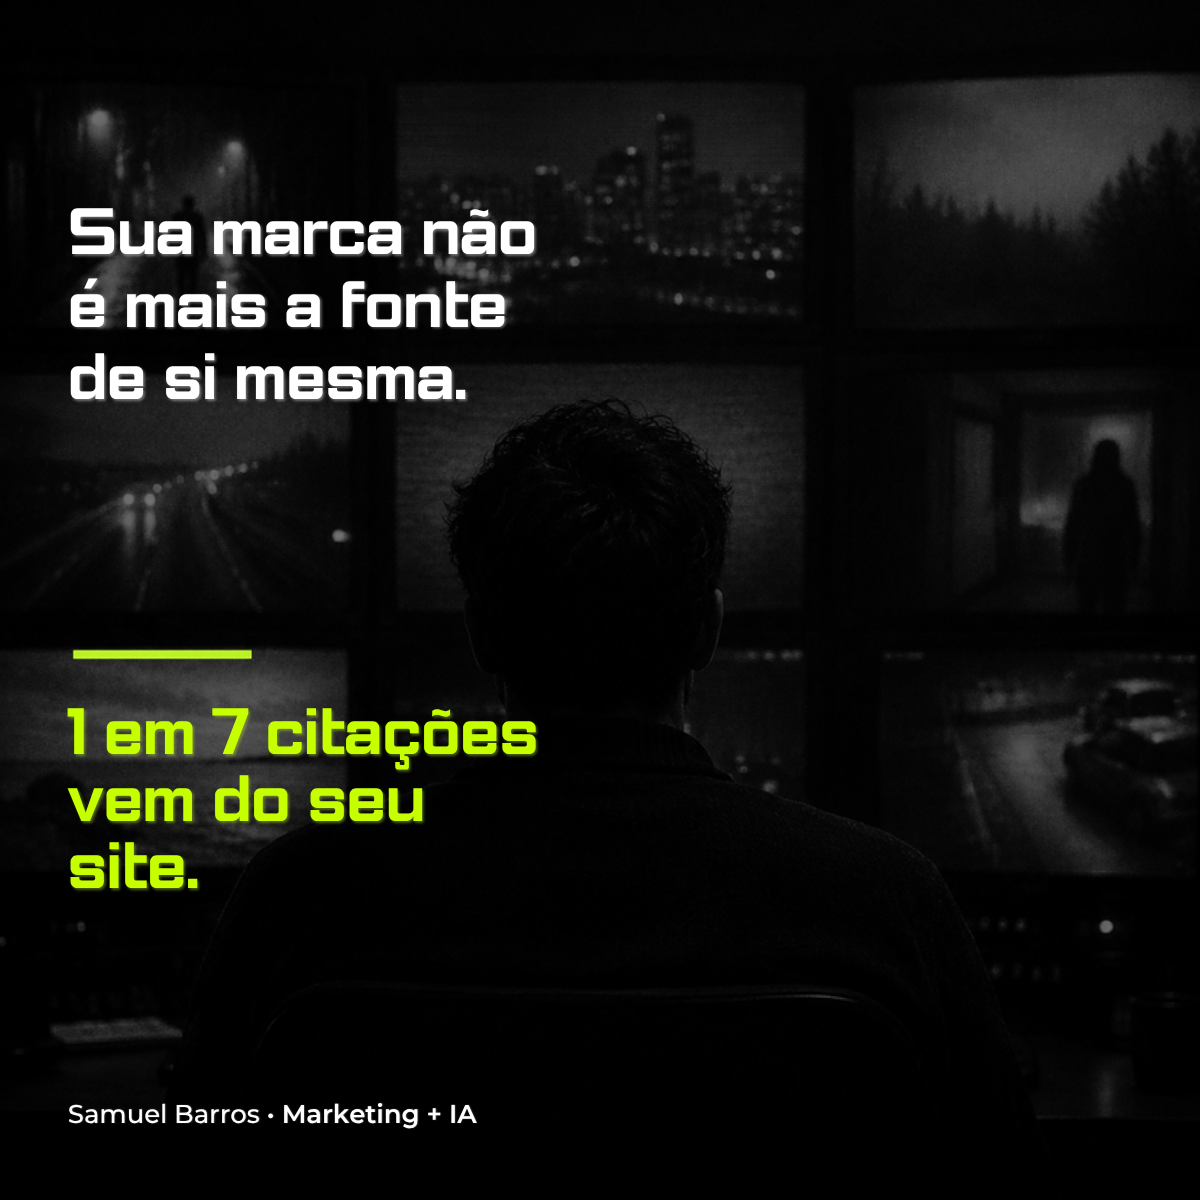 Sua marca não
é mais a fonte
de si mesma.
1 em 7 citações
vem do seu
site.
Samuel Barros • Marketing + IA